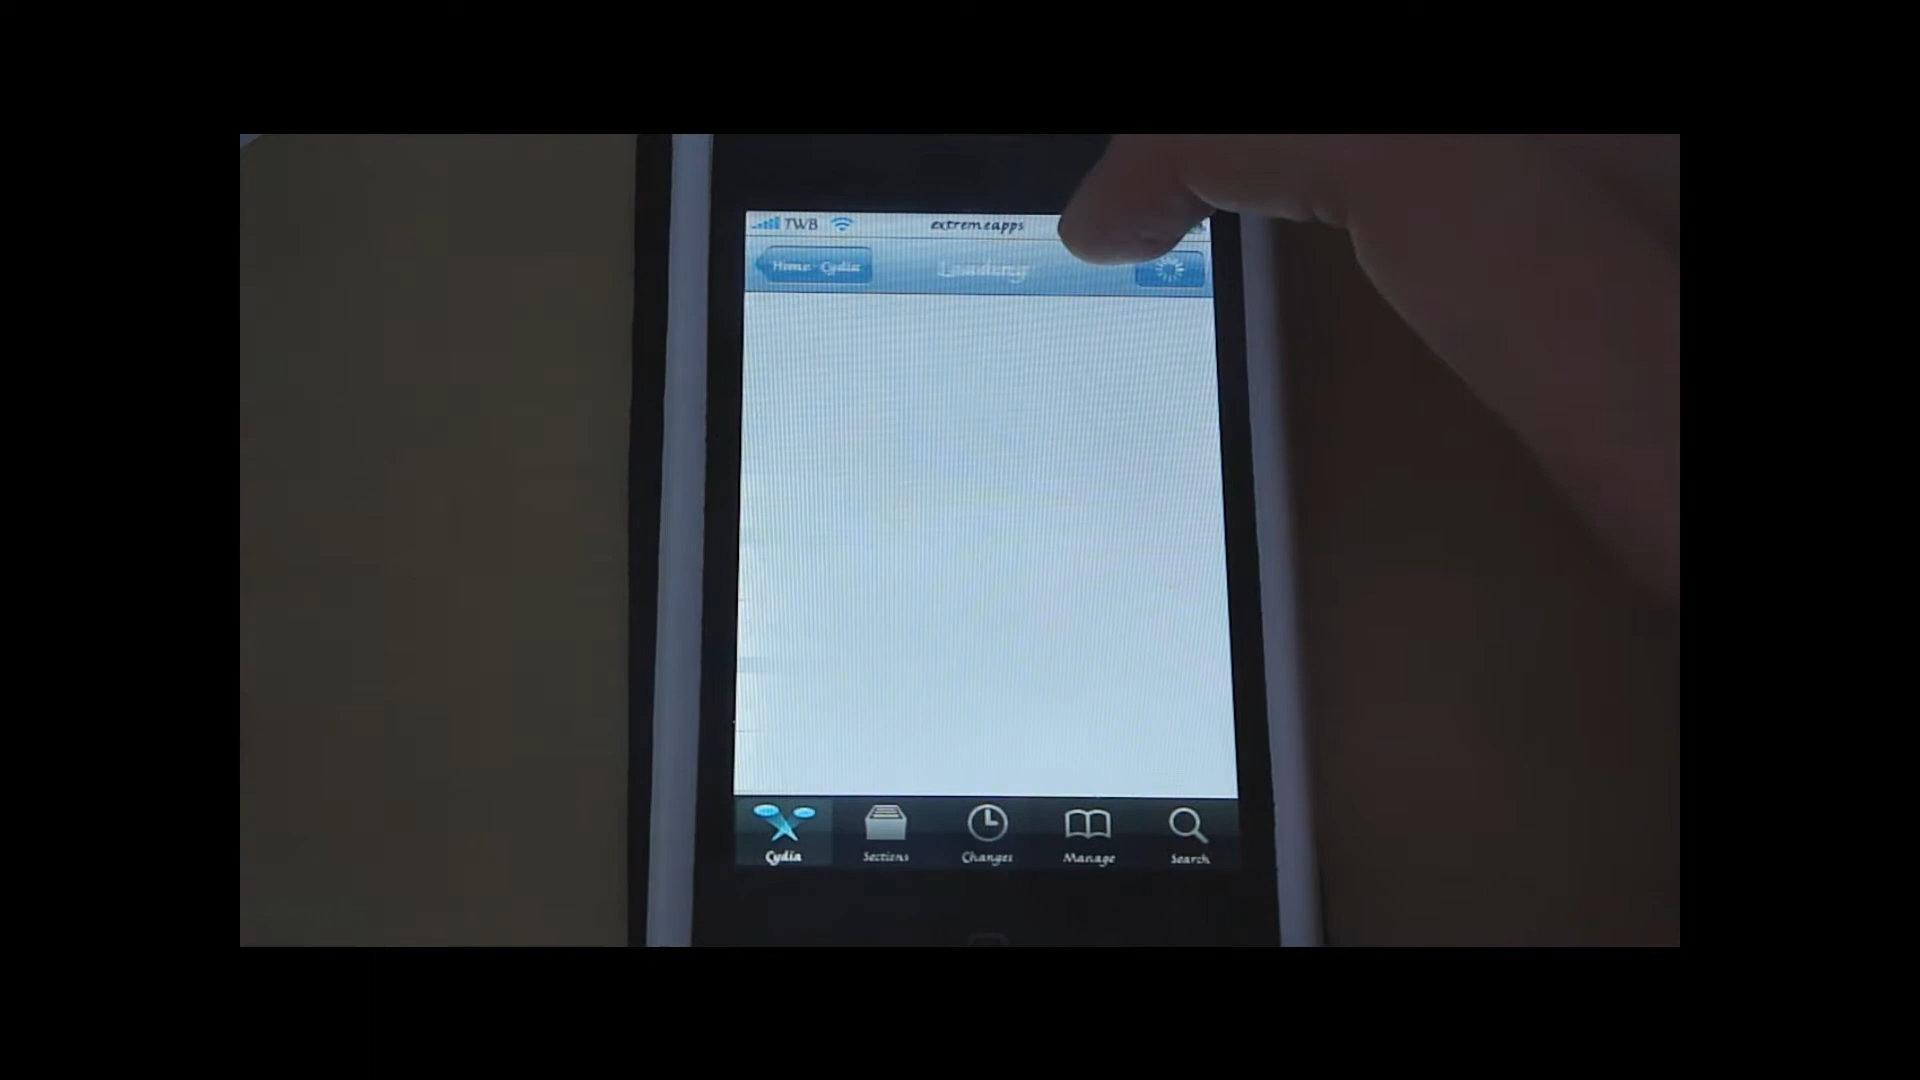 TWB extremeapps
Home · Cydia Loading
Cydia Sections Changes Manage Search